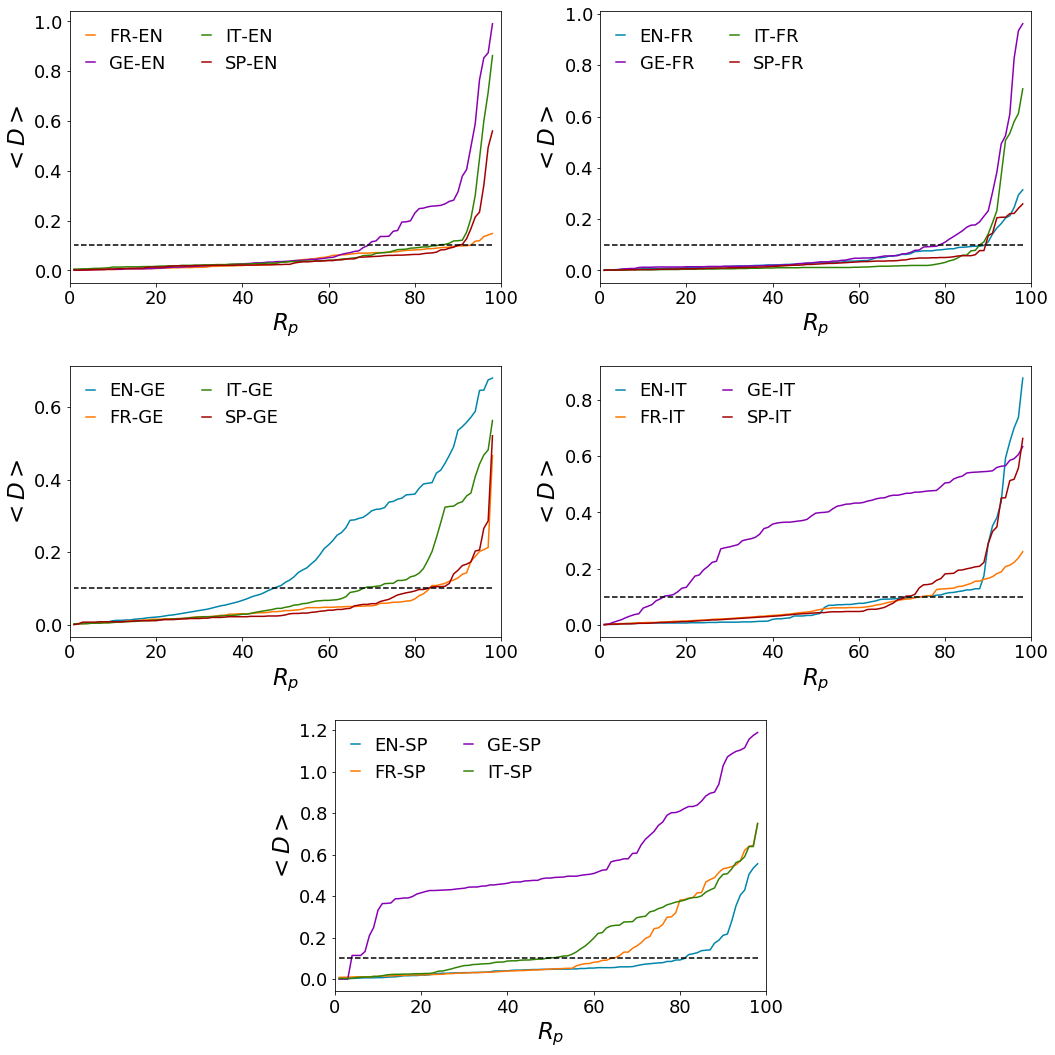 1.0
0.8
0.6
0.4
0.2
0.0
<D>
FR-EN IT-EN
GE-EN SP-EN
0 20 40 60 80 100
R_p
1.0
0.8
0.6
0.4
0.2
0.0
<D>
EN-FR IT-FR
GE-FR SP-FR
0 20 40 60 80 100
R_p
0.6
0.4
0.2
0.0
<D>
EN-GE IT-GE
FR-GE SP-GE
0 20 40 60 80 100
R_p
0.8
0.6
0.4
0.2
0.0
<D>
EN-IT GE-IT
FR-IT SP-IT
0 20 40 60 80 100
R_p
1.2
1.0
0.8
0.6
0.4
0.2
0.0
<D>
EN-SP GE-SP
FR-SP IT-SP
0 20 40 60 80 100
R_p